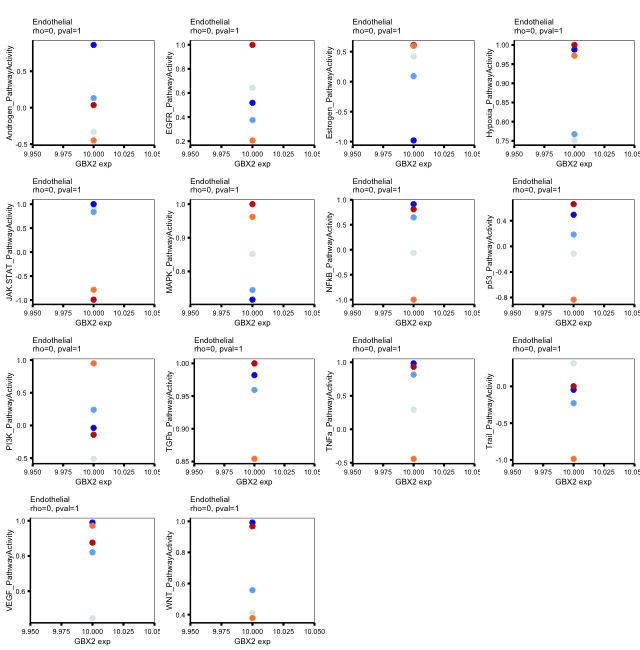 Endothelial
rho=0, pval=1
Androgen_PathwayActivity
0.5
0.0
-0.5
9.950 9.975 10.000 10.025 10.05
GBX2 exp
Endothelial
rho=0, pval=1
EGFR_PathwayActivity
1.0
0.8
0.6
0.4
0.2
9.950 9.975 10.000 10.025 10.05
GBX2 exp
Endothelial
rho=0, pval=1
Estrogen_PathwayActivity
0.5
0.0
-0.5
-1.0
9.950 9.975 10.000 10.025 10.05
GBX2 exp
Endothelial
rho=0, pval=1
Hypoxia_PathwayActivity
1.00
0.95
0.90
0.85
0.80
0.75
9.950 9.975 10.000 10.025 10.05
GBX2 exp
Endothelial
rho=0, pval=1
JAK.STAT_PathwayActivity
1.0
0.5
0.0
-0.5
-1.0
9.950 9.975 10.000 10.025 10.05
GBX2 exp
Endothelial
rho=0, pval=1
MAPK_PathwayActivity
1.0
0.9
0.8
9.950 9.975 10.000 10.025 10.05
GBX2 exp
Endothelial
rho=0, pval=1
NFkB_PathwayActivity
1.0
0.5
0.0
-0.5
-1.0
9.950 9.975 10.000 10.025 10.05
GBX2 exp
Endothelial
rho=0, pval=1
p53_PathwayActivity
0.4
0.0
-0.4
-0.8
9.950 9.975 10.000 10.025 10.05
GBX2 exp
Endothelial
rho=0, pval=1
PI3K_PathwayActivity
1.0
0.5
0.0
-0.5
9.950 9.975 10.000 10.025 10.05
GBX2 exp
Endothelial
rho=0, pval=1
TGFb_PathwayActivity
1.00
0.95
0.90
0.85
9.950 9.975 10.000 10.025 10.05
GBX2 exp
Endothelial
rho=0, pval=1
TNFa_PathwayActivity
1.0
0.5
0.0
-0.5
9.950 9.975 10.000 10.025 10.05
GBX2 exp
Endothelial
rho=0, pval=1
Trail_PathwayActivity
0.0
-0.5
-1.0
9.950 9.975 10.000 10.025 10.05
GBX2 exp
Endothelial
rho=0, pval=1
VEGF_PathwayActivity
1.0
0.8
0.6
9.950 9.975 10.000 10.025 10.05
GBX2 exp
Endothelial
rho=0, pval=1
WNT_PathwayActivity
1.0
0.8
0.6
0.4
9.950 9.975 10.000 10.025 10.050
GBX2 exp